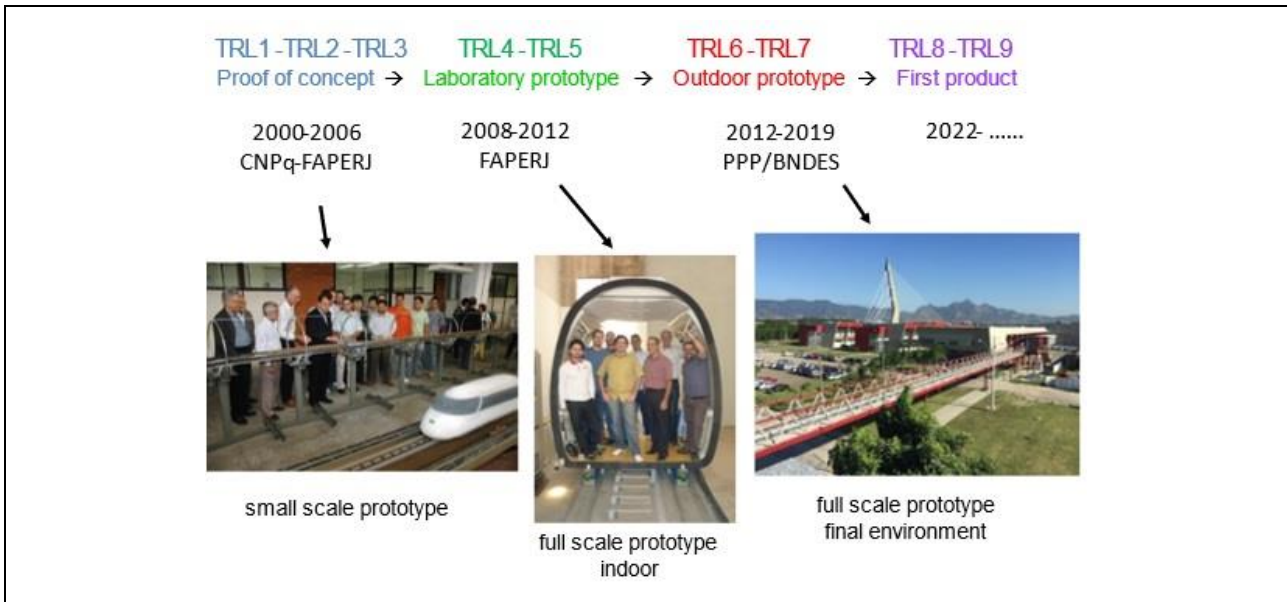 TRL1 -TRL2 -TRL3
Proof of concept →
TRL4 -TRL5
Laboratory prototype →
TRL6 -TRL7
Outdoor prototype →
TRL8 -TRL9
First product
2000-2006
CNPq-FAPERJ
2008-2012
FAPERJ
2012-2019
PPP/BNDES
2022- ......
small scale prototype
full scale prototype
indoor
full scale prototype
final environment